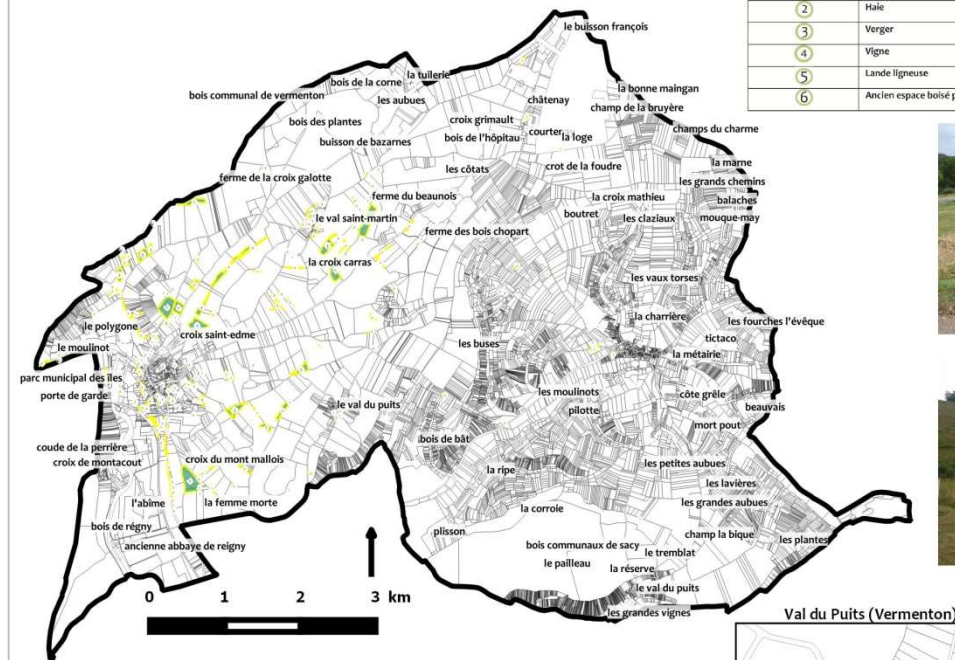 2 Haie
3 Verger
4 Vigne
5 Lande ligneuse
6 Ancien espace boisé p
le buisson françois
la tuilerie
bois de la corne
la bonne maingan
bois communal de vermenton
les aubues
châtenay
champ de la bruyère
bois des plantes
croix grimault
courter
champs du charme
buisson de bazarnes
bois de l'hôpitau
la loge
les côtats
crot de la foudre
la marne
ferme de la croix galotte
les grands chemins
ferme du beaunois
la croix mathieu
balaches
le val saint-martin
boutret
les claziaux
mouque-may
ferme des bois chopart
la croix carras
les vaux torses
le polygone
croix saint-edme
la charrière
les fourches l'évêque
le moulinot
les buses
tictaco
la métairie
parc municipal des îles
porte de garde
les moulinots
côte grêle
le val du puits
pilotte
beauvais
mort pout
coude de la perrière
bois de bât
croix de montacout
croix du mont mallois
la ripe
les petites aubues
les lavières
l'abîme
la femme morte
les grandes aubues
la corroie
bois de régny
plisson
champ la bique
les plantes
ancienne abbaye de reigny
bois communaux de sacy
le tremblat
le pailleau
la réserve
le val du puits
les grandes vignes
0 1 2 3 km
Val du Puits (Vermenton)